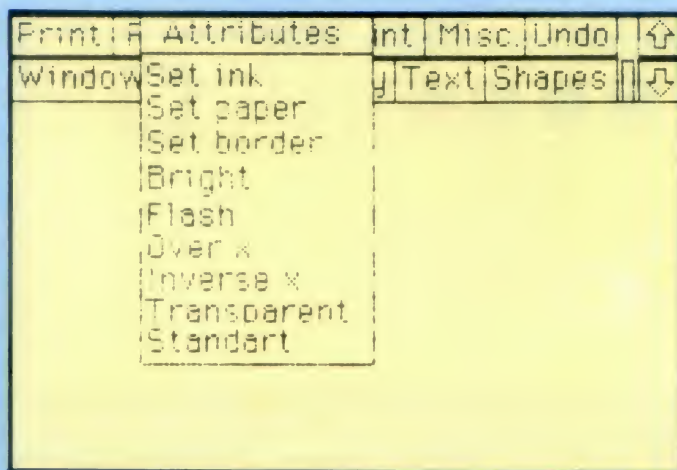 Print Attributes int Misc. Undo
Window y Text Shapes
Set ink
Set paper
Set border
Bright
Flash
Over x
Inverse x
Transparent
Standart